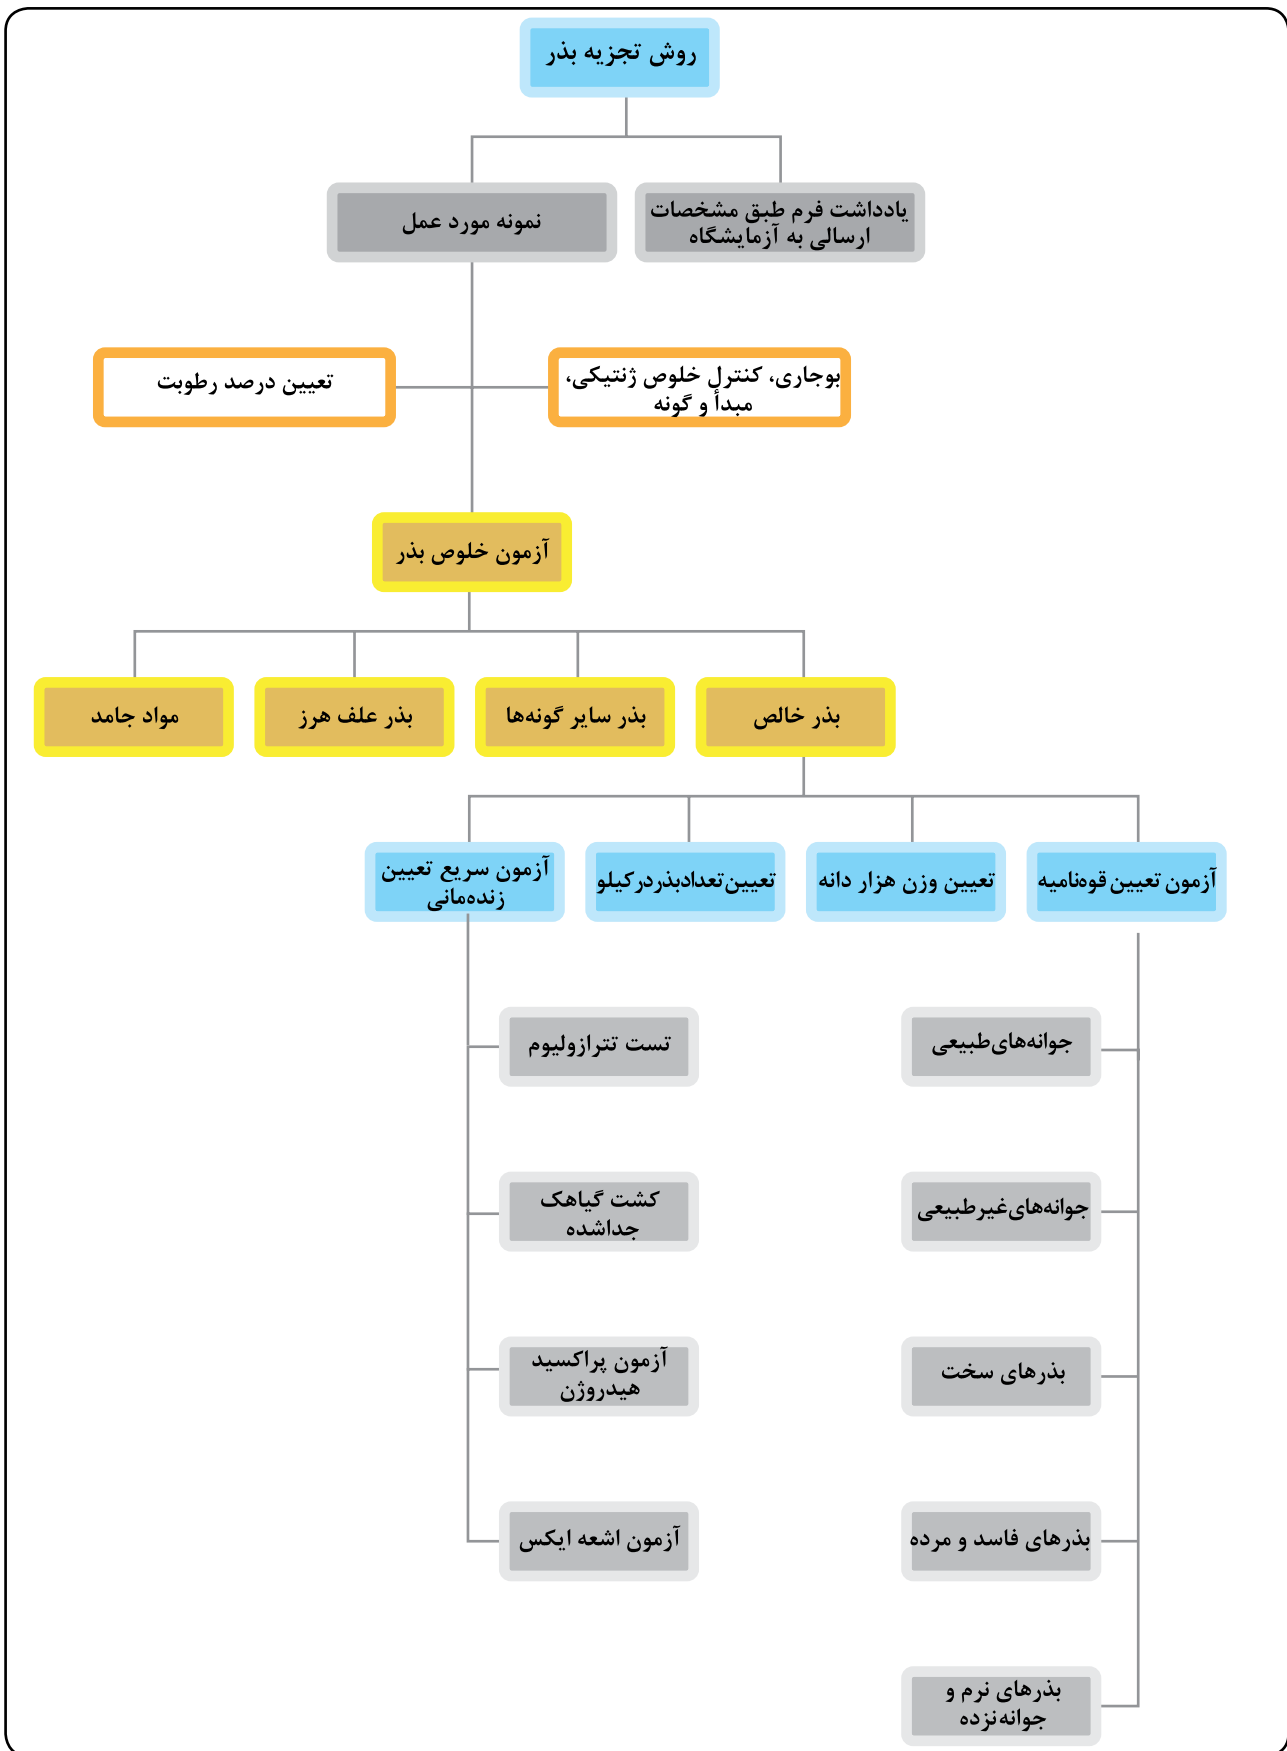 روش تجزیه بذر
یادداشت فرم طبق مشخصات
ارسالی به آزمایشگاه
نمونه مورد عمل
بوجاری، کنترل خلوص ژنتیکی،
مبدأ و گونه
تعیین درصد رطوبت
آزمون خلوص بذر
بذر خالص
بذر سایر گونه‌ها
بذر علف هرز
مواد جامد
آزمون تعیین قوه‌نامیه
تعیین وزن هزار دانه
تعیین تعداد بذر در کیلو
آزمون سریع تعیین
زنده‌مانی
جوانه‌های طبیعی
جوانه‌های غیرطبیعی
بذرهای سخت
بذرهای فاسد و مرده
بذرهای نرم و
جوانه‌نزده
تست تترازولیوم
کشت گیاهک
جداشده
آزمون پراکسید
هیدروژن
آزمون اشعه ایکس